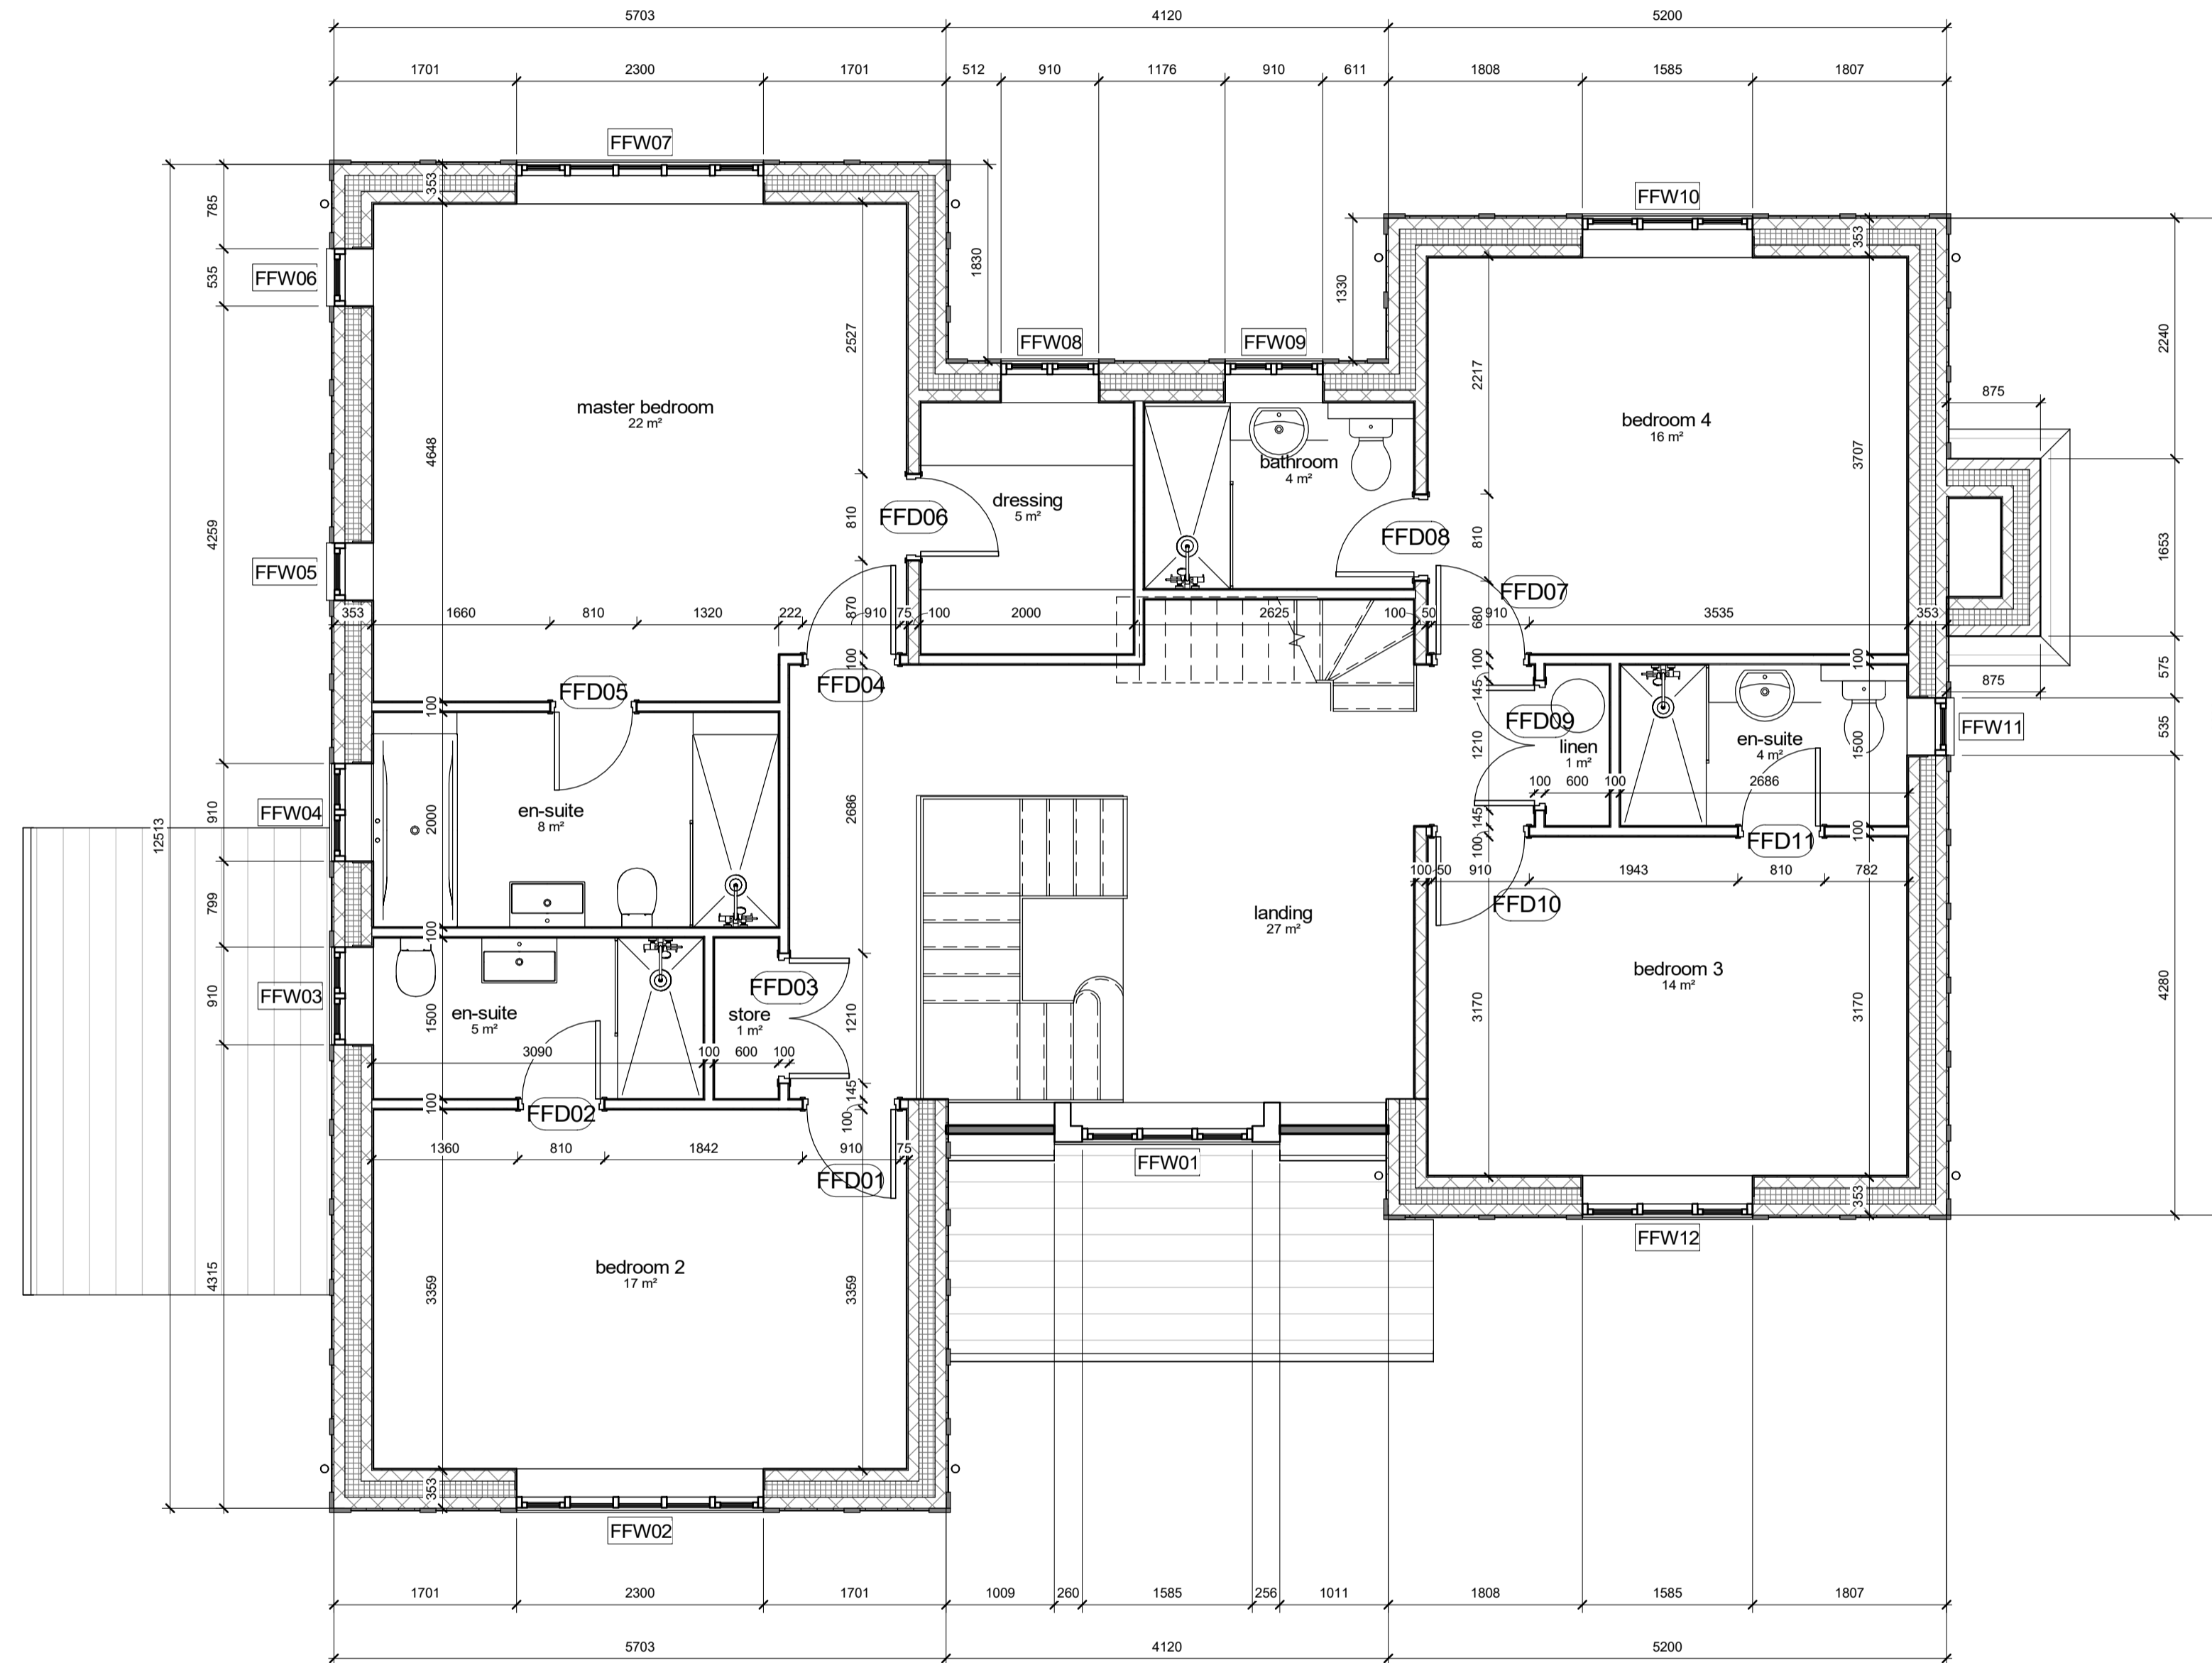 5703 4120 5200
1701 2300 1701 512 910 1176 910 611 1808 1585 1807
FFW07
353
785
FFW10
353
FFW06
535
1830
1330
2240
2527
FFW08
FFW09
2217
875
master bedroom
22 m²
bedroom 4
16 m²
4648
3707
bathroom
4 m²
dressing
5 m²
FFD06
810
FFD08
810
4259
1653
FFW05
FFD07
353 1660 810 1320 222 870 910 75 100 2000 2625 100 50 680 910 3535 353
100
100
100
575
FFD05
FFD04
875
100
145
FFD09
FFW11
535
linen
1 m²
en-suite
4 m²
1500
1210
100 600 100 2686
2686
FFW04
910
en-suite
8 m²
2000
12513
145
100
100
FFD11
100 50 910 1943 810 782
FFD10
799
landing
27 m²
100
bedroom 3
14 m²
FFD03
FFW03
910
4280
en-suite
5 m²
store
1 m²
1500
1210
3170
3170
3090 100 600 100
145
100
100
FFD02
1360 810 1842 910 75
FFD01
FFW01
353
FFW12
bedroom 2
17 m²
4315
3359
3359
353
FFW02
1701 2300 1701 1009 260 1585 256 1011 1808 1585 1807
5703 4120 5200